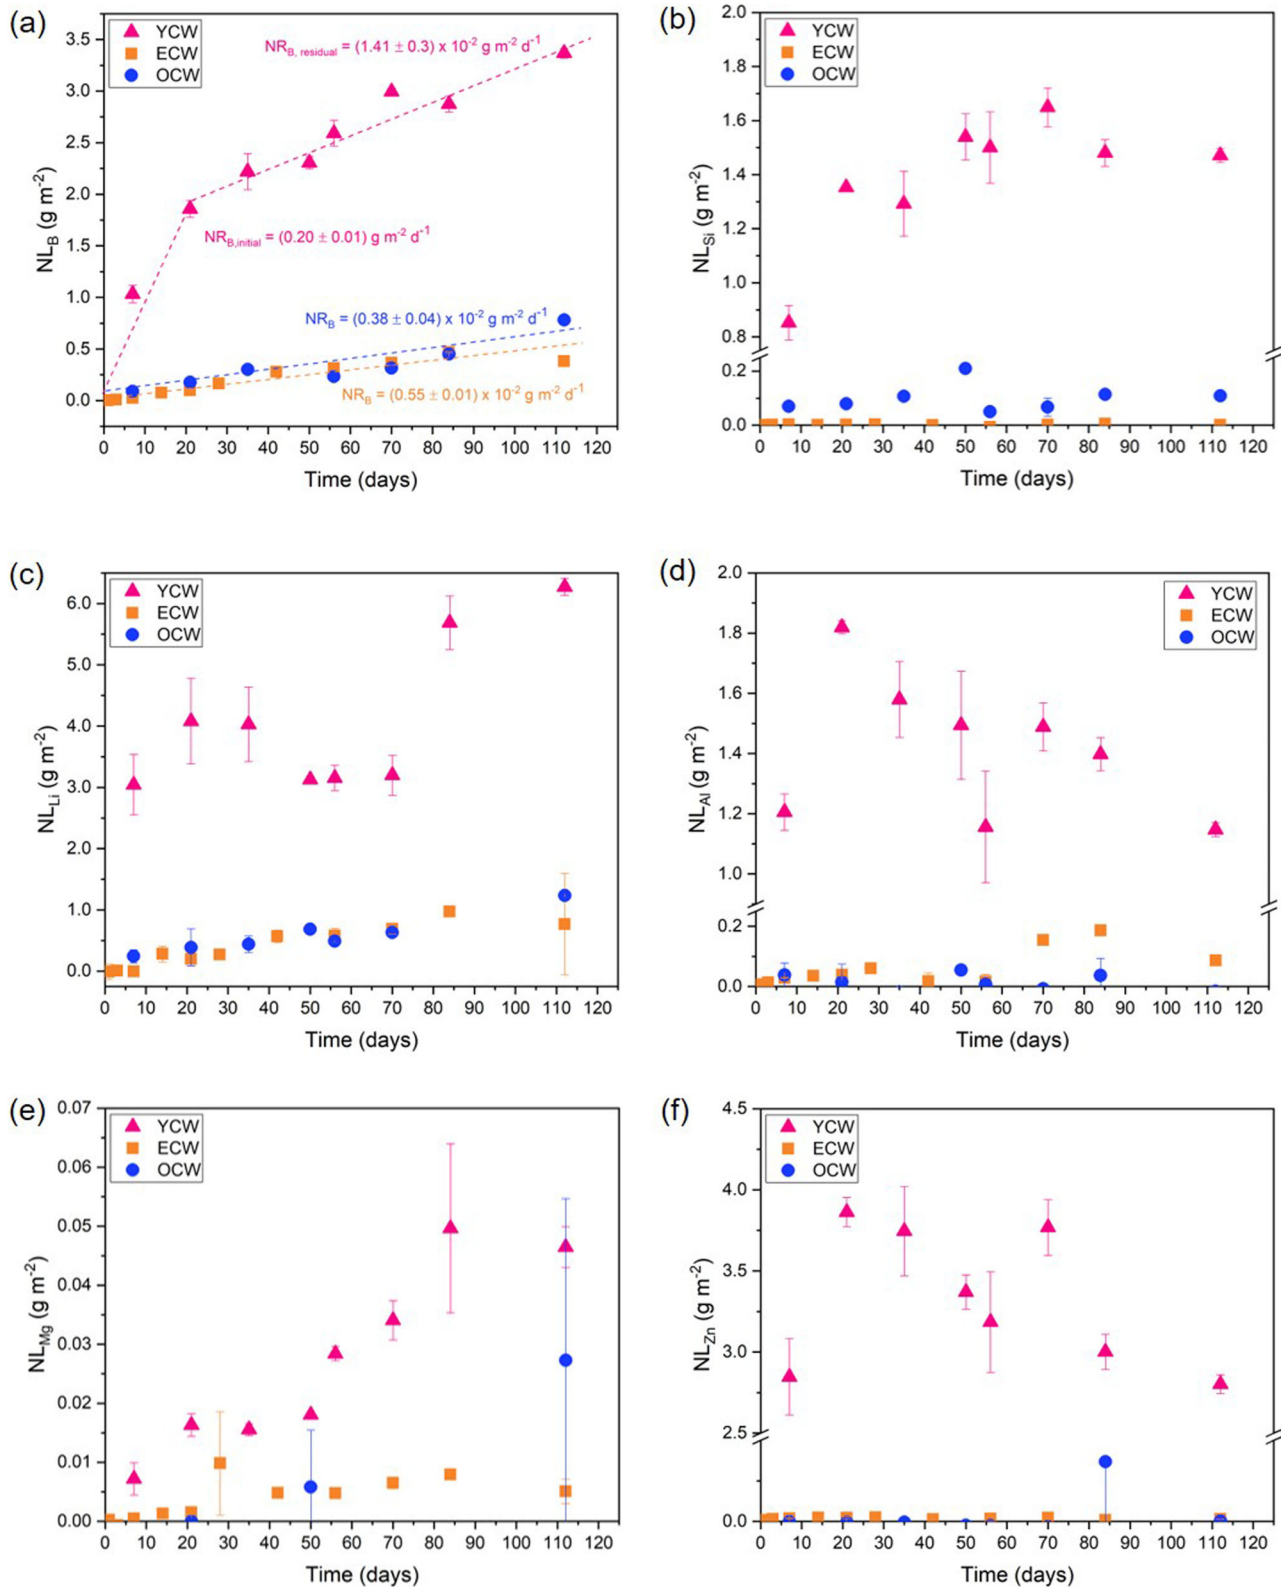 (a)
YCW
ECW
OCW
NR_B, residual = (1.41 ± 0.3) x 10^-2 g m^-2 d^-1
NR_B,initial = (0.20 ± 0.01) g m^-2 d^-1
NR_B = (0.38 ± 0.04) x 10^-2 g m^-2 d^-1
NR_B = (0.55 ± 0.01) x 10^-2 g m^-2 d^-1
3.5
3.0
2.5
2.0
1.5
1.0
0.5
0.0
NL_B (g m^-2)
0 10 20 30 40 50 60 70 80 90 100 110 120
Time (days)
(b)
YCW
ECW
OCW
2.0
1.8
1.6
1.4
1.2
1.0
0.8
0.2
0.0
NL_Si (g m^-2)
0 10 20 30 40 50 60 70 80 90 100 110 120
Time (days)
(c)
YCW
ECW
OCW
6.0
5.0
4.0
3.0
2.0
1.0
0.0
NL_Li (g m^-2)
0 10 20 30 40 50 60 70 80 90 100 110 120
Time (days)
(d)
YCW
ECW
OCW
2.0
1.8
1.6
1.4
1.2
1.0
0.2
0.0
NL_Al (g m^-2)
0 10 20 30 40 50 60 70 80 90 100 110 120
Time (days)
(e)
YCW
ECW
OCW
0.07
0.06
0.05
0.04
0.03
0.02
0.01
0.00
NL_Mg (g m^-2)
0 10 20 30 40 50 60 70 80 90 100 110 120
Time (days)
(f)
YCW
ECW
OCW
4.5
4.0
3.5
3.0
2.5
0.0
NL_Zn (g m^-2)
0 10 20 30 40 50 60 70 80 90 100 110 120
Time (days)